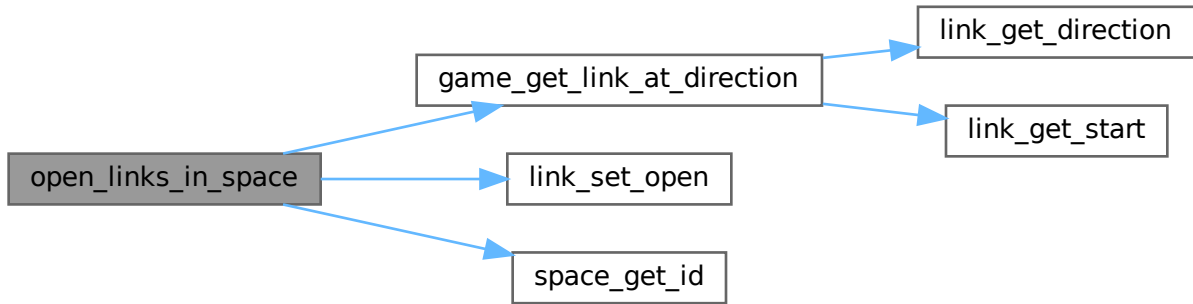 open_links_in_space
game_get_link_at_direction
link_get_direction
link_get_start
link_set_open
space_get_id